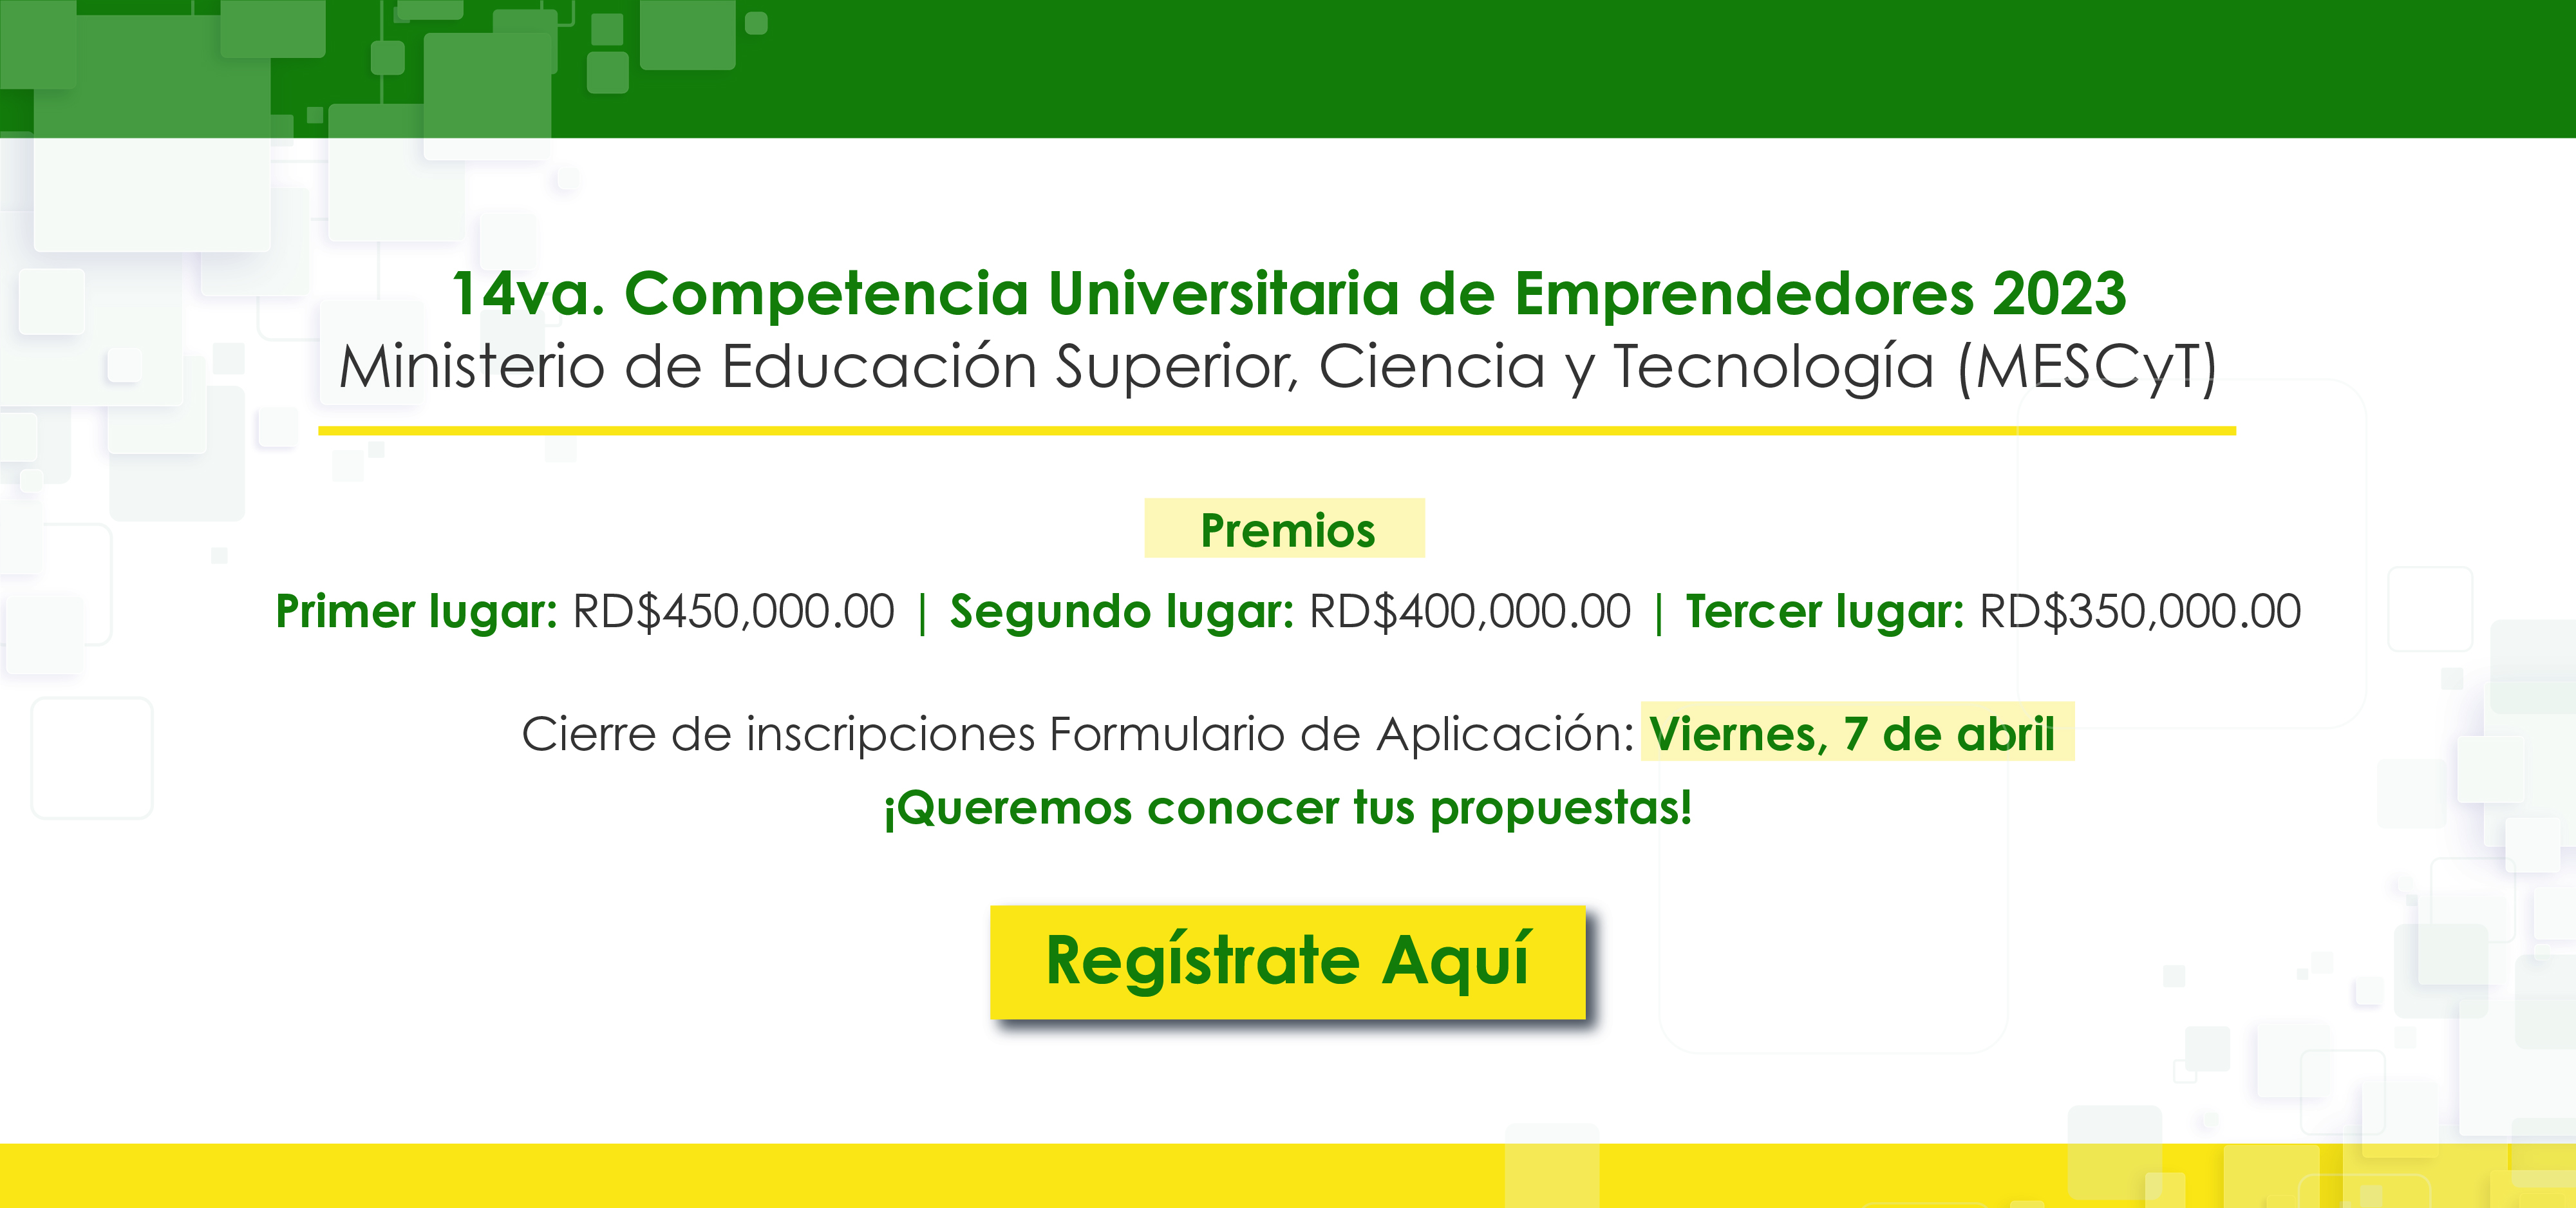 14va. Competencia Universitaria de Emprendedores 2023
Ministerio de Educación Superior, Ciencia y Tecnología (MESCyT)
Premios
Primer lugar: RD$450,000.00 | Segundo lugar: RD$400,000.00 | Tercer lugar: RD$350,000.00
Cierre de inscripciones Formulario de Aplicación: Viernes, 7 de abril
¡Queremos conocer tus propuestas!
Regístrate Aquí